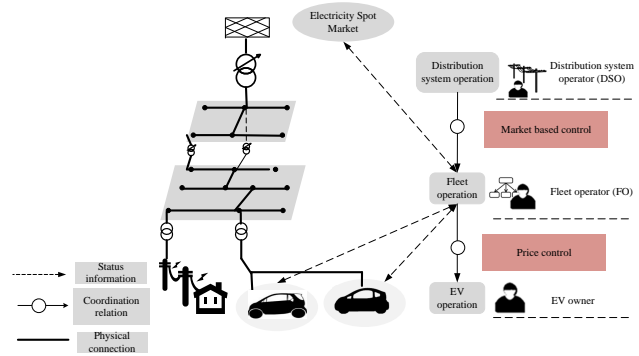 Electricity Spot
Market
Distribution
system operation
Distribution system
operator (DSO)
Market based control
Fleet
operation
Fleet operator (FO)
Price control
EV
operation
EV owner
Status
information
Coordination
relation
Physical
connection